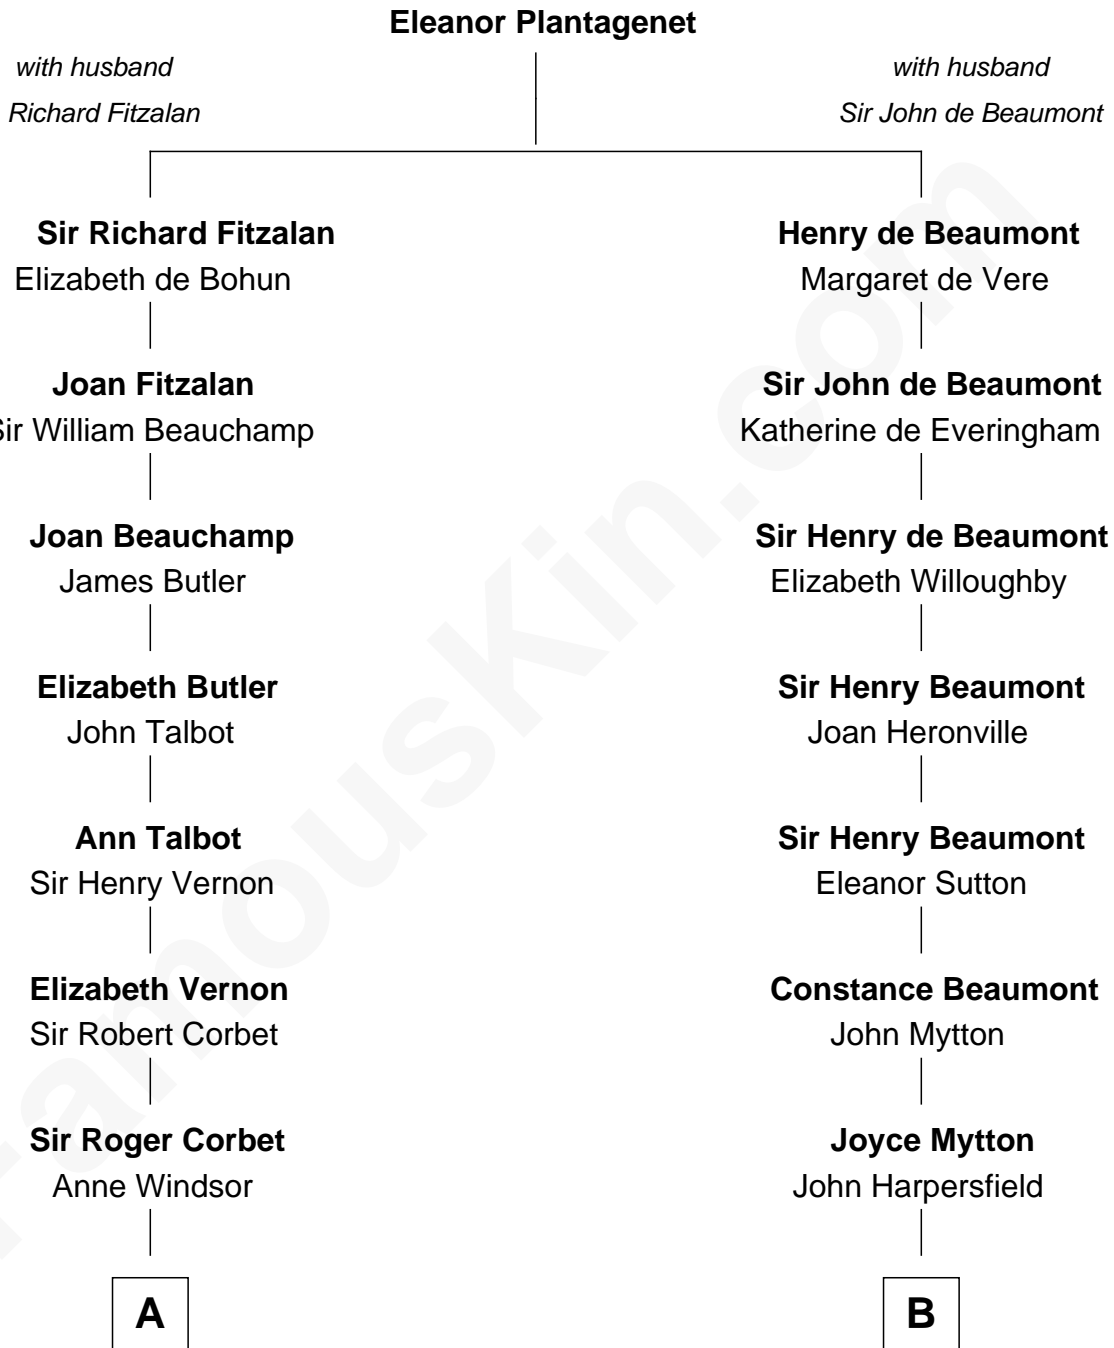 Eleanor Plantagenet
with husband
Richard Fitzalan
with husband
Sir John de Beaumont
Sir Richard Fitzalan
Elizabeth de Bohun
Joan Fitzalan
Sir William Beauchamp
Joan Beauchamp
James Butler
Elizabeth Butler
John Talbot
Ann Talbot
Sir Henry Vernon
Elizabeth Vernon
Sir Robert Corbet
Sir Roger Corbet
Anne Windsor
A
Henry de Beaumont
Margaret de Vere
Sir John de Beaumont
Katherine de Everingham
Sir Henry de Beaumont
Elizabeth Willoughby
Sir Henry Beaumont
Joan Heronville
Sir Henry Beaumont
Eleanor Sutton
Constance Beaumont
John Mytton
Joyce Mytton
John Harpersfield
B
FamousKin.com